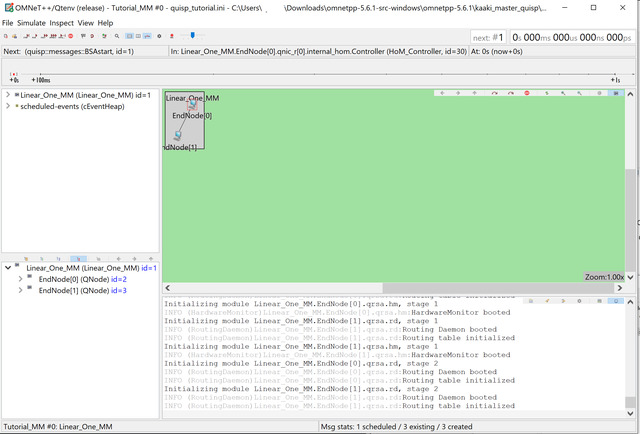 OMNeT++/Qtenv (release) - Tutorial_MM #0 - quisp_tutorial.ini - C:\Users\ \Downloads\omnetpp-5.6.1-src-windows\omnetpp-5.6.1\kaaki_master_quisp\...
File Simulate Inspect View Help
next: #1 0s 000ms 000us 000ns 000ps
Next: (quisp::messages::BSAstart, id=1) In: Linear_One_MM.EndNode[0].qnic_r[0].internal_hom.Controller (HoM_Controller, id=30) At: 0s (now+0s)
+0s +100ms +1s
Linear_One_MM (Linear_One_MM) id=1
scheduled-events (cEventHeap)
Linear_One_MM
EndNode[0]
ndNode[1]
Zoom:1.00x
Linear_One_MM (Linear_One_MM) id=1
EndNode[0] (QNode) id=2
EndNode[1] (QNode) id=3
Initializing module Linear_One_MM.EndNode[0].qrsa.hm, stage 1
INFO (HardwareMonitor)Linear_One_MM.EndNode[0].qrsa.hm:HardwareMonitor booted
Initializing module Linear_One_MM.EndNode[1].qrsa.rd, stage 1
INFO (RoutingDaemon)Linear_One_MM.EndNode[1].qrsa.rd:Routing Daemon booted
INFO (RoutingDaemon)Linear_One_MM.EndNode[1].qrsa.rd:Routing table initialized
Initializing module Linear_One_MM.EndNode[1].qrsa.hm, stage 1
INFO (HardwareMonitor)Linear_One_MM.EndNode[1].qrsa.hm:HardwareMonitor booted
Initializing module Linear_One_MM.EndNode[0].qrsa.rd, stage 2
INFO (RoutingDaemon)Linear_One_MM.EndNode[0].qrsa.rd:Routing Daemon booted
INFO (RoutingDaemon)Linear_One_MM.EndNode[0].qrsa.rd:Routing table initialized
Initializing module Linear_One_MM.EndNode[1].qrsa.rd, stage 2
INFO (RoutingDaemon)Linear_One_MM.EndNode[1].qrsa.rd:Routing Daemon booted
INFO (RoutingDaemon)Linear_One_MM.EndNode[1].qrsa.rd:Routing table initialized
Tutorial_MM #0: Linear_One_MM
Msg stats: 1 scheduled / 3 existing / 3 created